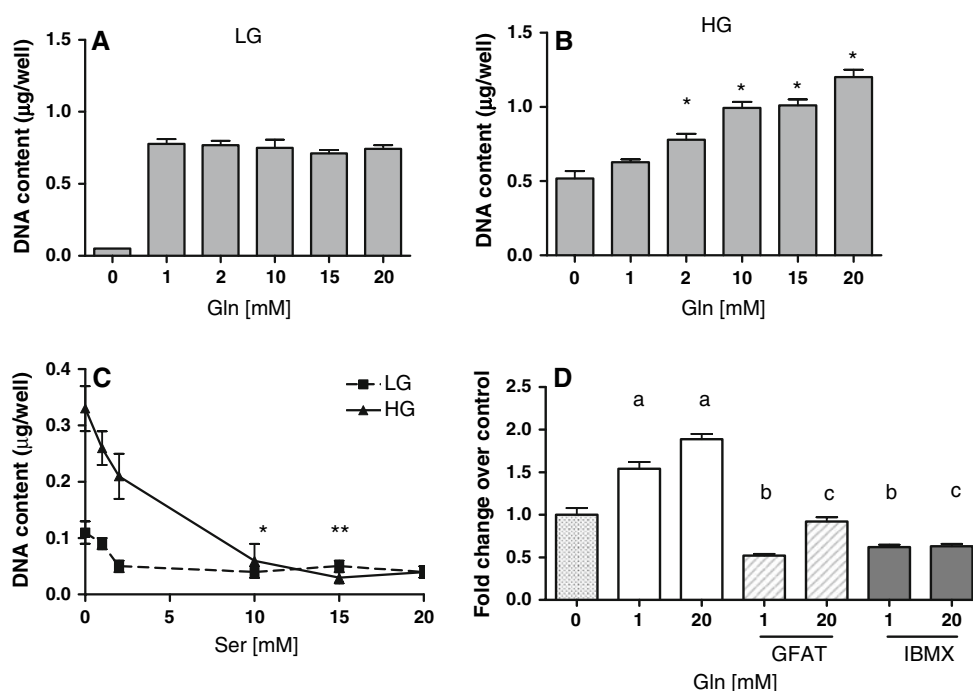 A
LG
DNA content (µg/well)
1.5
1.0
0.5
0.0
0 1 2 10 15 20
Gln [mM]
B
HG
DNA content (µg/well)
1.5
1.0
0.5
0.0
* * * *
0 1 2 10 15 20
Gln [mM]
C
LG
HG
DNA content (µg/well)
0.4
0.3
0.2
0.1
0.0
* **
0 5 10 15 20
Ser [mM]
D
Fold change over control
2.5
2.0
1.5
1.0
0.5
0.0
a a
b c b c
0 1 20 1 20 1 20
GFAT IBMX
Gln [mM]